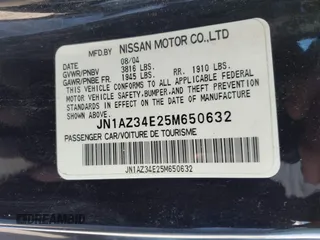 MFD.BY NISSAN MOTOR CO.,LTD
DATE 08/04
GVWR/PNBV 3816 LBS.
GAWR/PNBE FR. 1945 LBS. RR. 1910 LBS.
THIS VEHICLE CONFORMS TO ALL APPLICABLE FEDERAL
MOTOR VEHICLE SAFETY,BUMPER,AND THEFT PREVENTION
STANDARDS IN EFFECT ON THE DATE OF MANUFACTURE
SHOWN ABOVE.
JN1AZ34E25M650632
PASSENGER CAR/VOITURE DE TOURISME
JN1AZ34E25M650632
DREAMBID